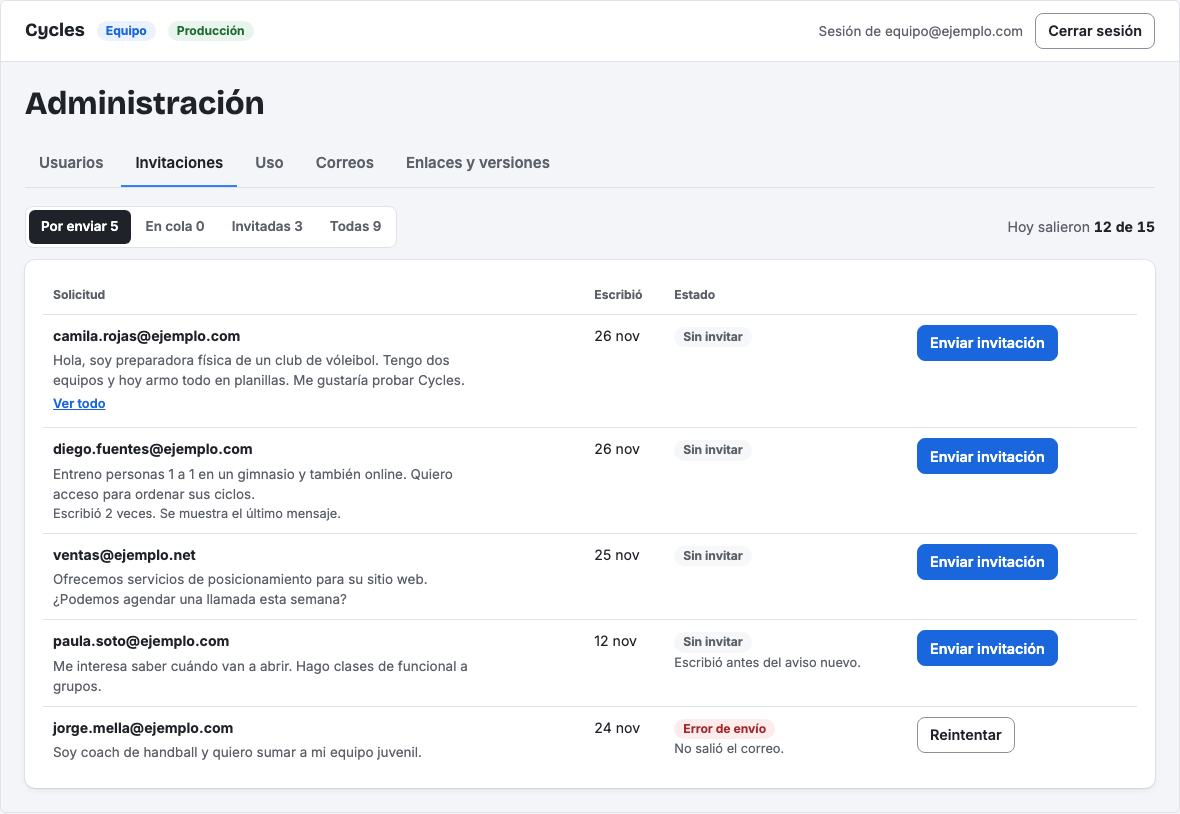 Cycles Equipo Producción Sesión de equipo@ejemplo.com Cerrar sesión
Administración
Usuarios Invitaciones Uso Correos Enlaces y versiones
Por enviar 5 En cola 0 Invitadas 3 Todas 9 Hoy salieron 12 de 15
Solicitud Escribió Estado
camila.rojas@ejemplo.com 26 nov Sin invitar Enviar invitación
Hola, soy preparadora física de un club de vóleibol. Tengo dos
equipos y hoy armo todo en planillas. Me gustaría probar Cycles.
Ver todo
diego.fuentes@ejemplo.com 26 nov Sin invitar Enviar invitación
Entreno personas 1 a 1 en un gimnasio y también online. Quiero
acceso para ordenar sus ciclos.
Escribió 2 veces. Se muestra el último mensaje.
ventas@ejemplo.net 25 nov Sin invitar Enviar invitación
Ofrecemos servicios de posicionamiento para su sitio web.
¿Podemos agendar una llamada esta semana?
paula.soto@ejemplo.com 12 nov Sin invitar Enviar invitación
Escribió antes del aviso nuevo.
Me interesa saber cuándo van a abrir. Hago clases de funcional a
grupos.
jorge.mella@ejemplo.com 24 nov Error de envío Reintentar
No salió el correo.
Soy coach de handball y quiero sumar a mi equipo juvenil.